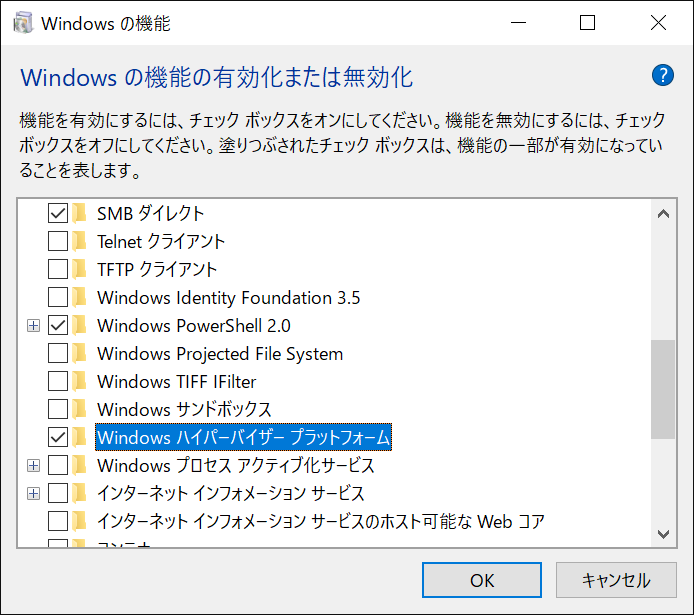 Windows の機能
Windows の機能の有効化または無効化
?
機能を有効にするには、チェック ボックスをオンにしてください。機能を無効にするには、チェック
ボックスをオフにしてください。塗りつぶされたチェック ボックスは、機能の一部が有効になってい
ることを表します。
SMB ダイレクト
Telnet クライアント
TFTP クライアント
Windows Identity Foundation 3.5
Windows PowerShell 2.0
Windows Projected File System
Windows TIFF IFilter
Windows サンドボックス
Windows ハイパーバイザー プラットフォーム
Windows プロセス アクティブ化サービス
インターネット インフォメーション サービス
インターネット インフォメーション サービスのホスト可能な Web コア
OK
キャンセル